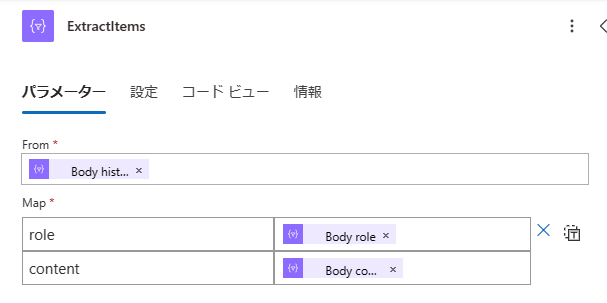 ExtractItems
パラメーター 設定 コード ビュー 情報
From *
Body hist... ×
Map *
role Body role ×
content Body co... ×